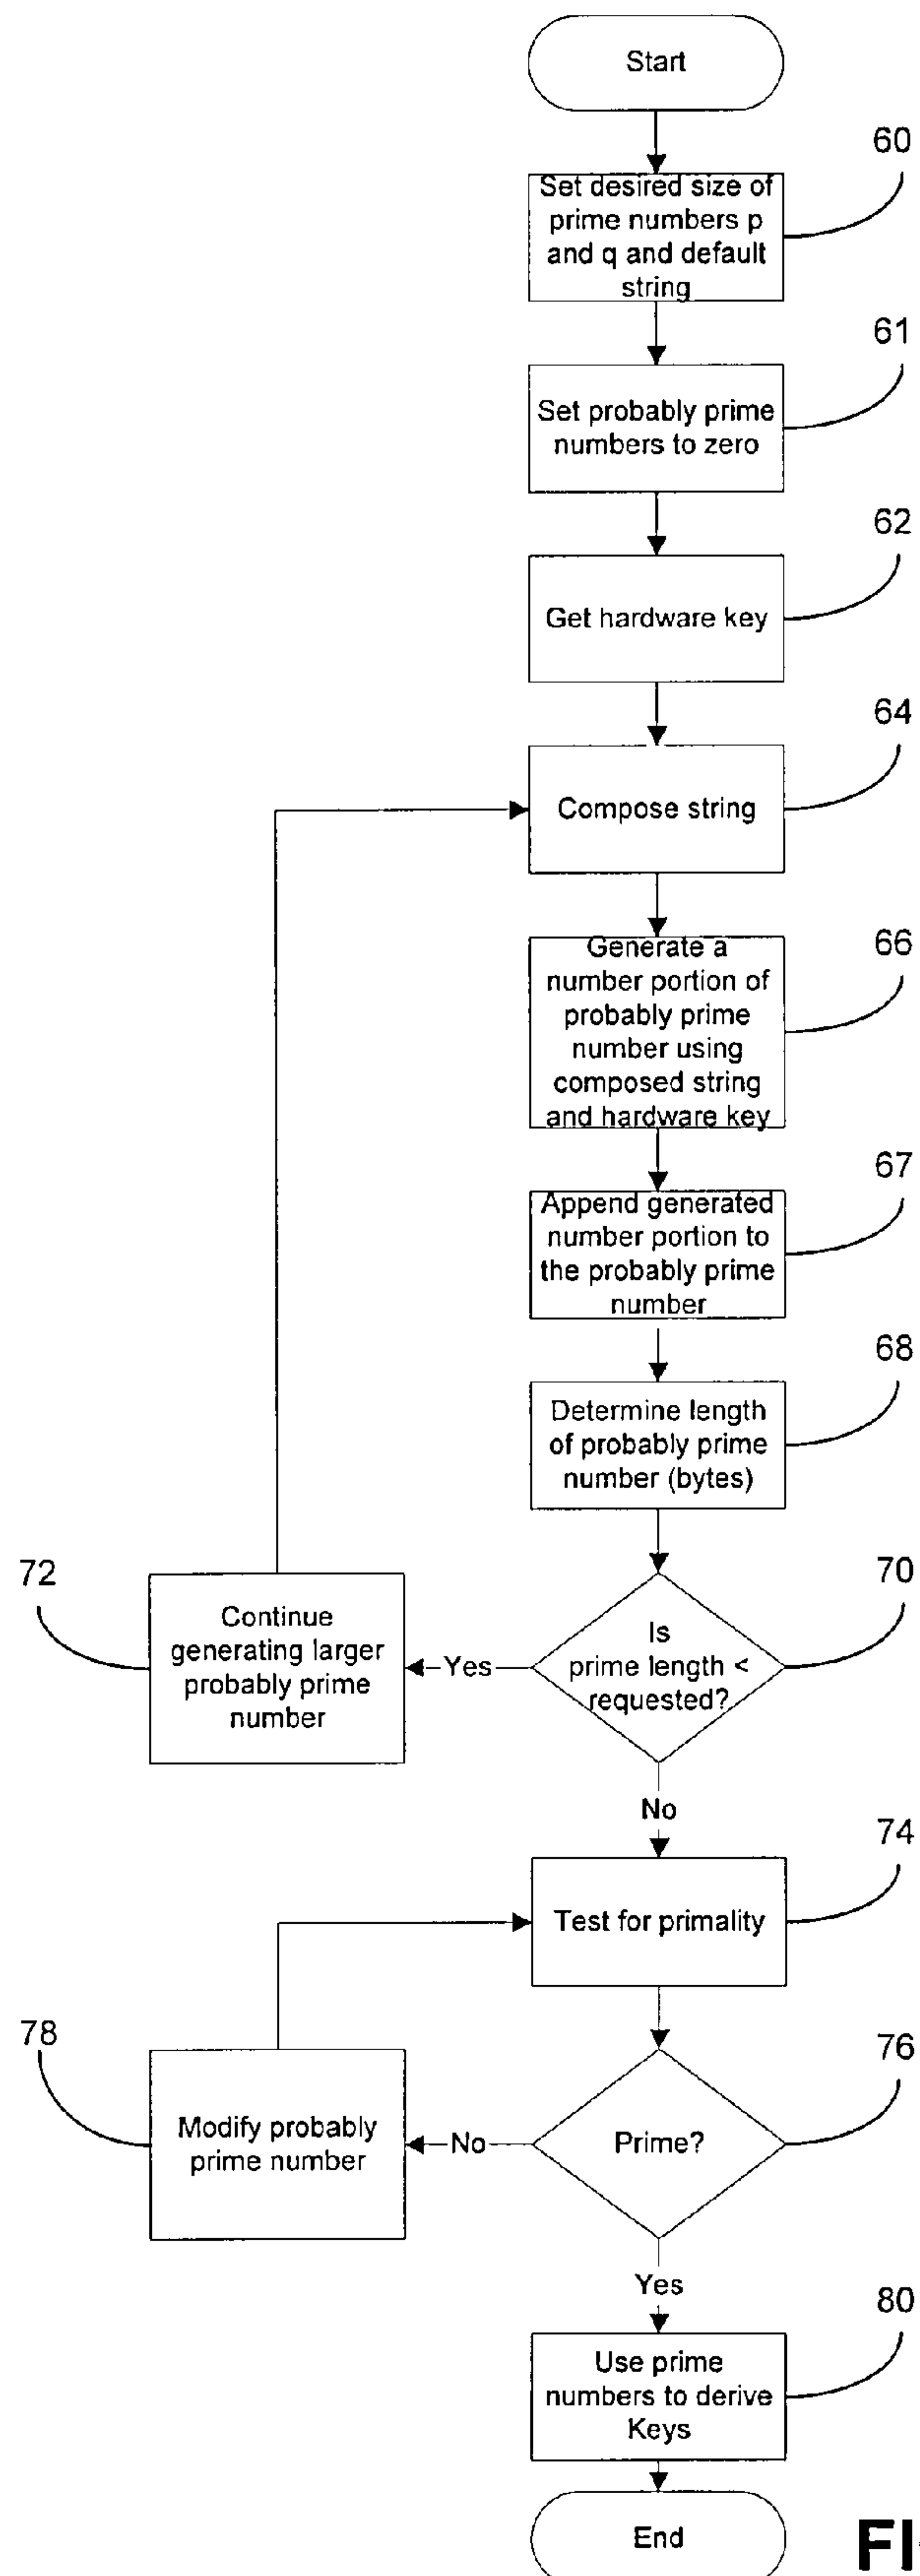 Start
60
Set desired size of
prime numbers p
and q and default
string
61
Set probably prime
numbers to zero
62
Get hardware key
64
Compose string
66
Generate a
number portion of
probably prime
number using
composed string
and hardware key
67
Append generated
number portion to
the probably prime
number
68
Determine length
of probably prime
number (bytes)
72
Continue
generating larger
probably prime
number
Yes
70
Is
prime length <
requested?
No
74
Test for primality
78
Modify probably
prime number
No
76
Prime?
Yes
80
Use prime
numbers to derive
Keys
End